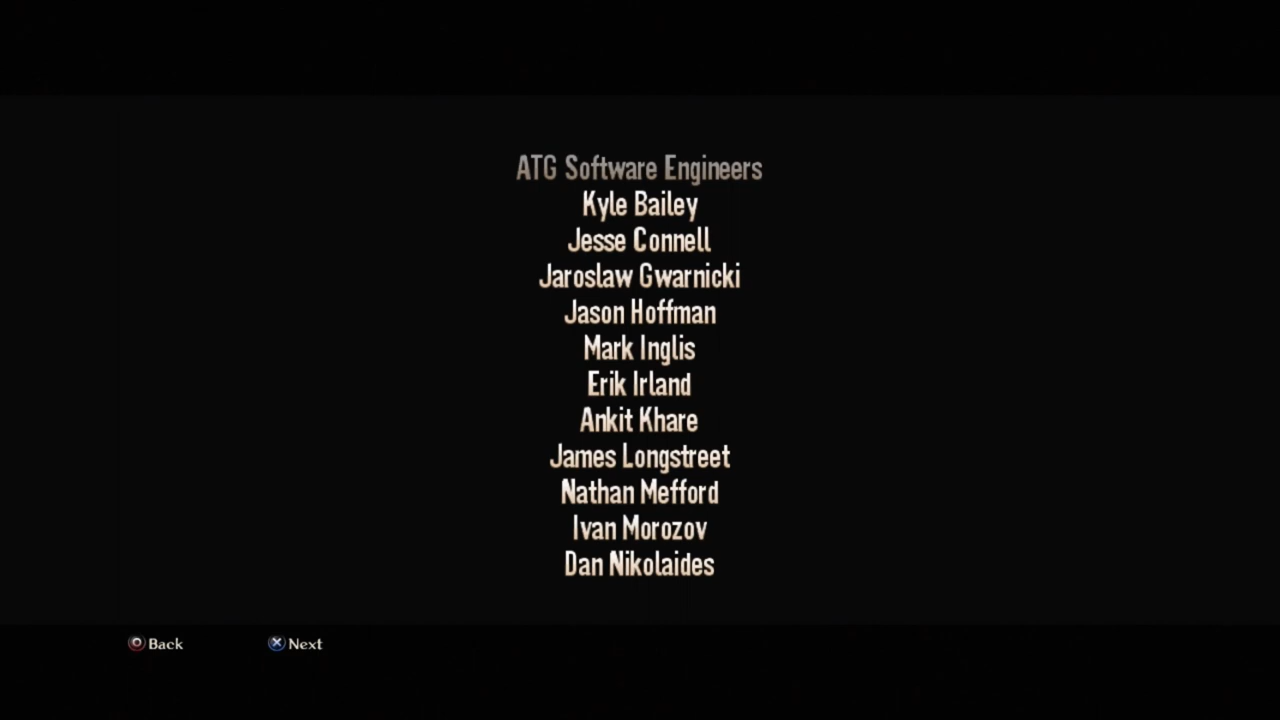 ATG Software Engineers
Kyle Bailey
Jesse Connell
Jaroslaw Gwarnicki
Jason Hoffman
Mark Inglis
Erik Irland
Ankit Khare
James Longstreet
Nathan Mefford
Ivan Morozov
Dan Nikolaides
Back Next